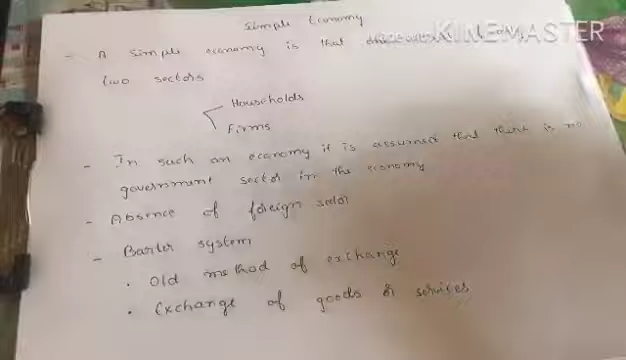 Simple Economy
- A simple economy is that
two sectors
Households
Firms
- In such an economy it is assumed that there is no
government sector in the economy
- Absence of foreign sector
- Barter system
• Old method of exchange
• Exchange of goods & services
KINEMASTER